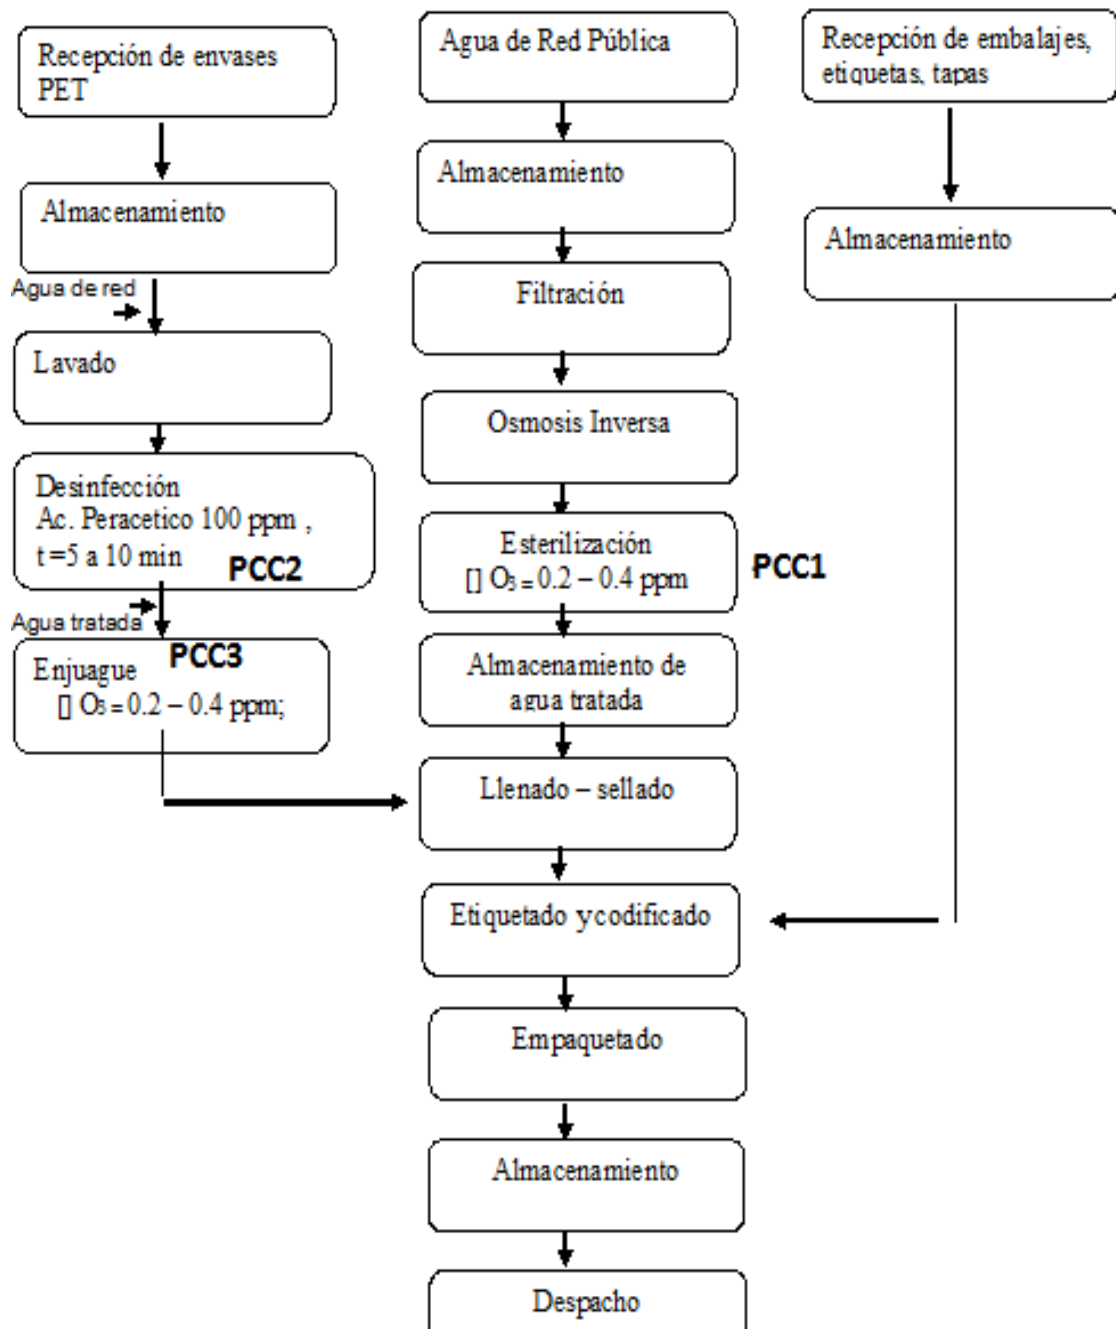 Recepción de envases
PET
Almacenamiento
Agua de red
Lavado
Desinfección
Ac. Peracetico 100 ppm ,
t =5 a 10 min
PCC2
Agua tratada
PCC3
Enjuague
[] O₃ = 0.2 – 0.4 ppm;
Agua de Red Pública
Almacenamiento
Filtración
Osmosis Inversa
Esterilización
[] O₃ = 0.2 – 0.4 ppm
PCC1
Almacenamiento de
agua tratada
Llenado – sellado
Etiquetado y codificado
Empaquetado
Almacenamiento
Despacho
Recepción de embalajes,
etiquetas, tapas
Almacenamiento